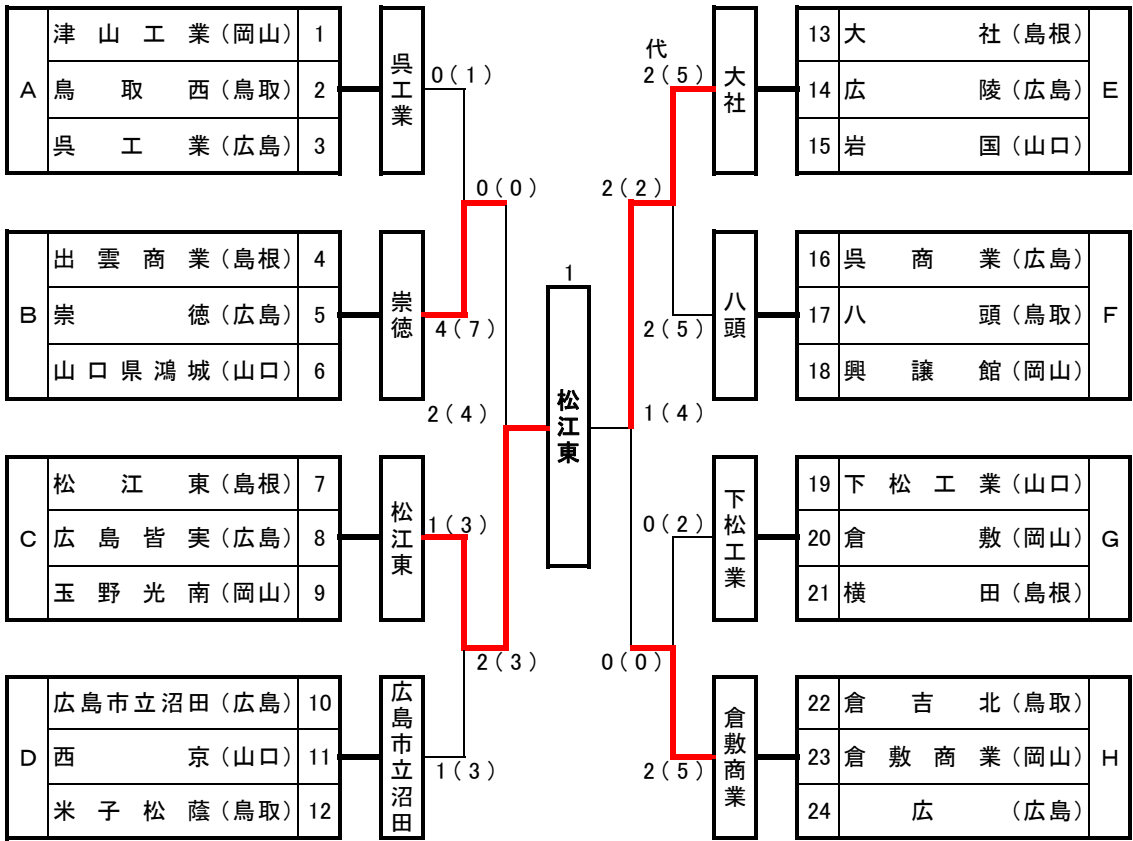 A
津山工業(岡山) 1
鳥取西(鳥取) 2
呉工業(広島) 3
呉工業
0(1)
0(0)
B
出雲商業(島根) 4
崇徳(広島) 5
山口県鴻城(山口) 6
崇徳
4(7)
2(4)
C
松江東(島根) 7
広島皆実(広島) 8
玉野光南(岡山) 9
松江東
1(3)
2(3)
D
広島市立沼田(広島) 10
西京(山口) 11
米子松蔭(鳥取) 12
広島市立沼田
1(3)
1
松江東
代
2(5)
大社
13 大社(島根)
14 広陵(広島)
15 岩国(山口)
E
2(2)
2(5)
八頭
16 呉商業(広島)
17 八頭(鳥取)
18 興譲館(岡山)
F
1(4)
0(2)
下松工業
19 下松工業(山口)
20 倉敷(岡山)
21 横田(島根)
G
0(0)
2(5)
倉敷商業
22 倉吉北(鳥取)
23 倉敷商業(岡山)
24 広(広島)
H